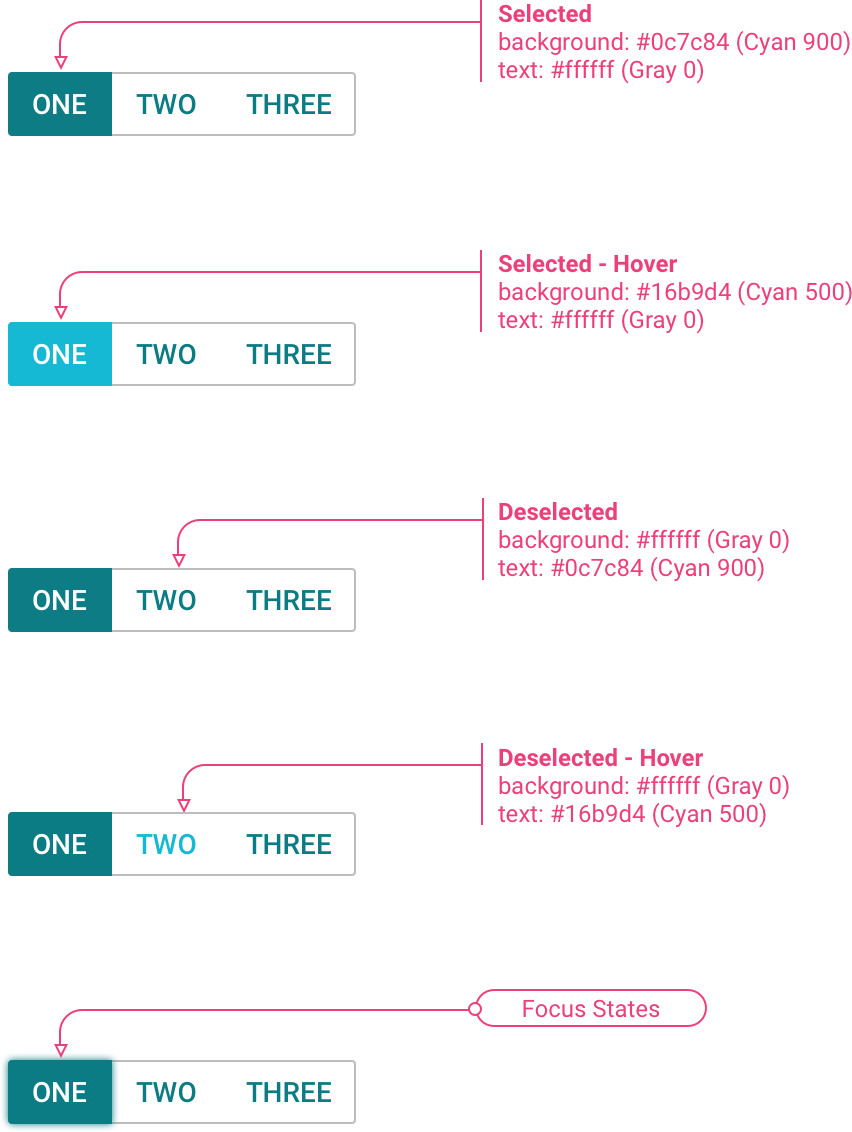 Selected
background: #0c7c84 (Cyan 900)
text: #ffffff (Gray 0)
ONE TWO THREE
Selected - Hover
background: #16b9d4 (Cyan 500)
text: #ffffff (Gray 0)
ONE TWO THREE
Deselected
background: #ffffff (Gray 0)
text: #0c7c84 (Cyan 900)
ONE TWO THREE
Deselected - Hover
background: #ffffff (Gray 0)
text: #16b9d4 (Cyan 500)
ONE TWO THREE
Focus States
ONE TWO THREE